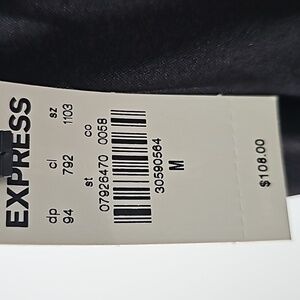 EXPRESS
dp cl sz
94 792 1103
st co
07926470 0058
30590564
M
$108.00